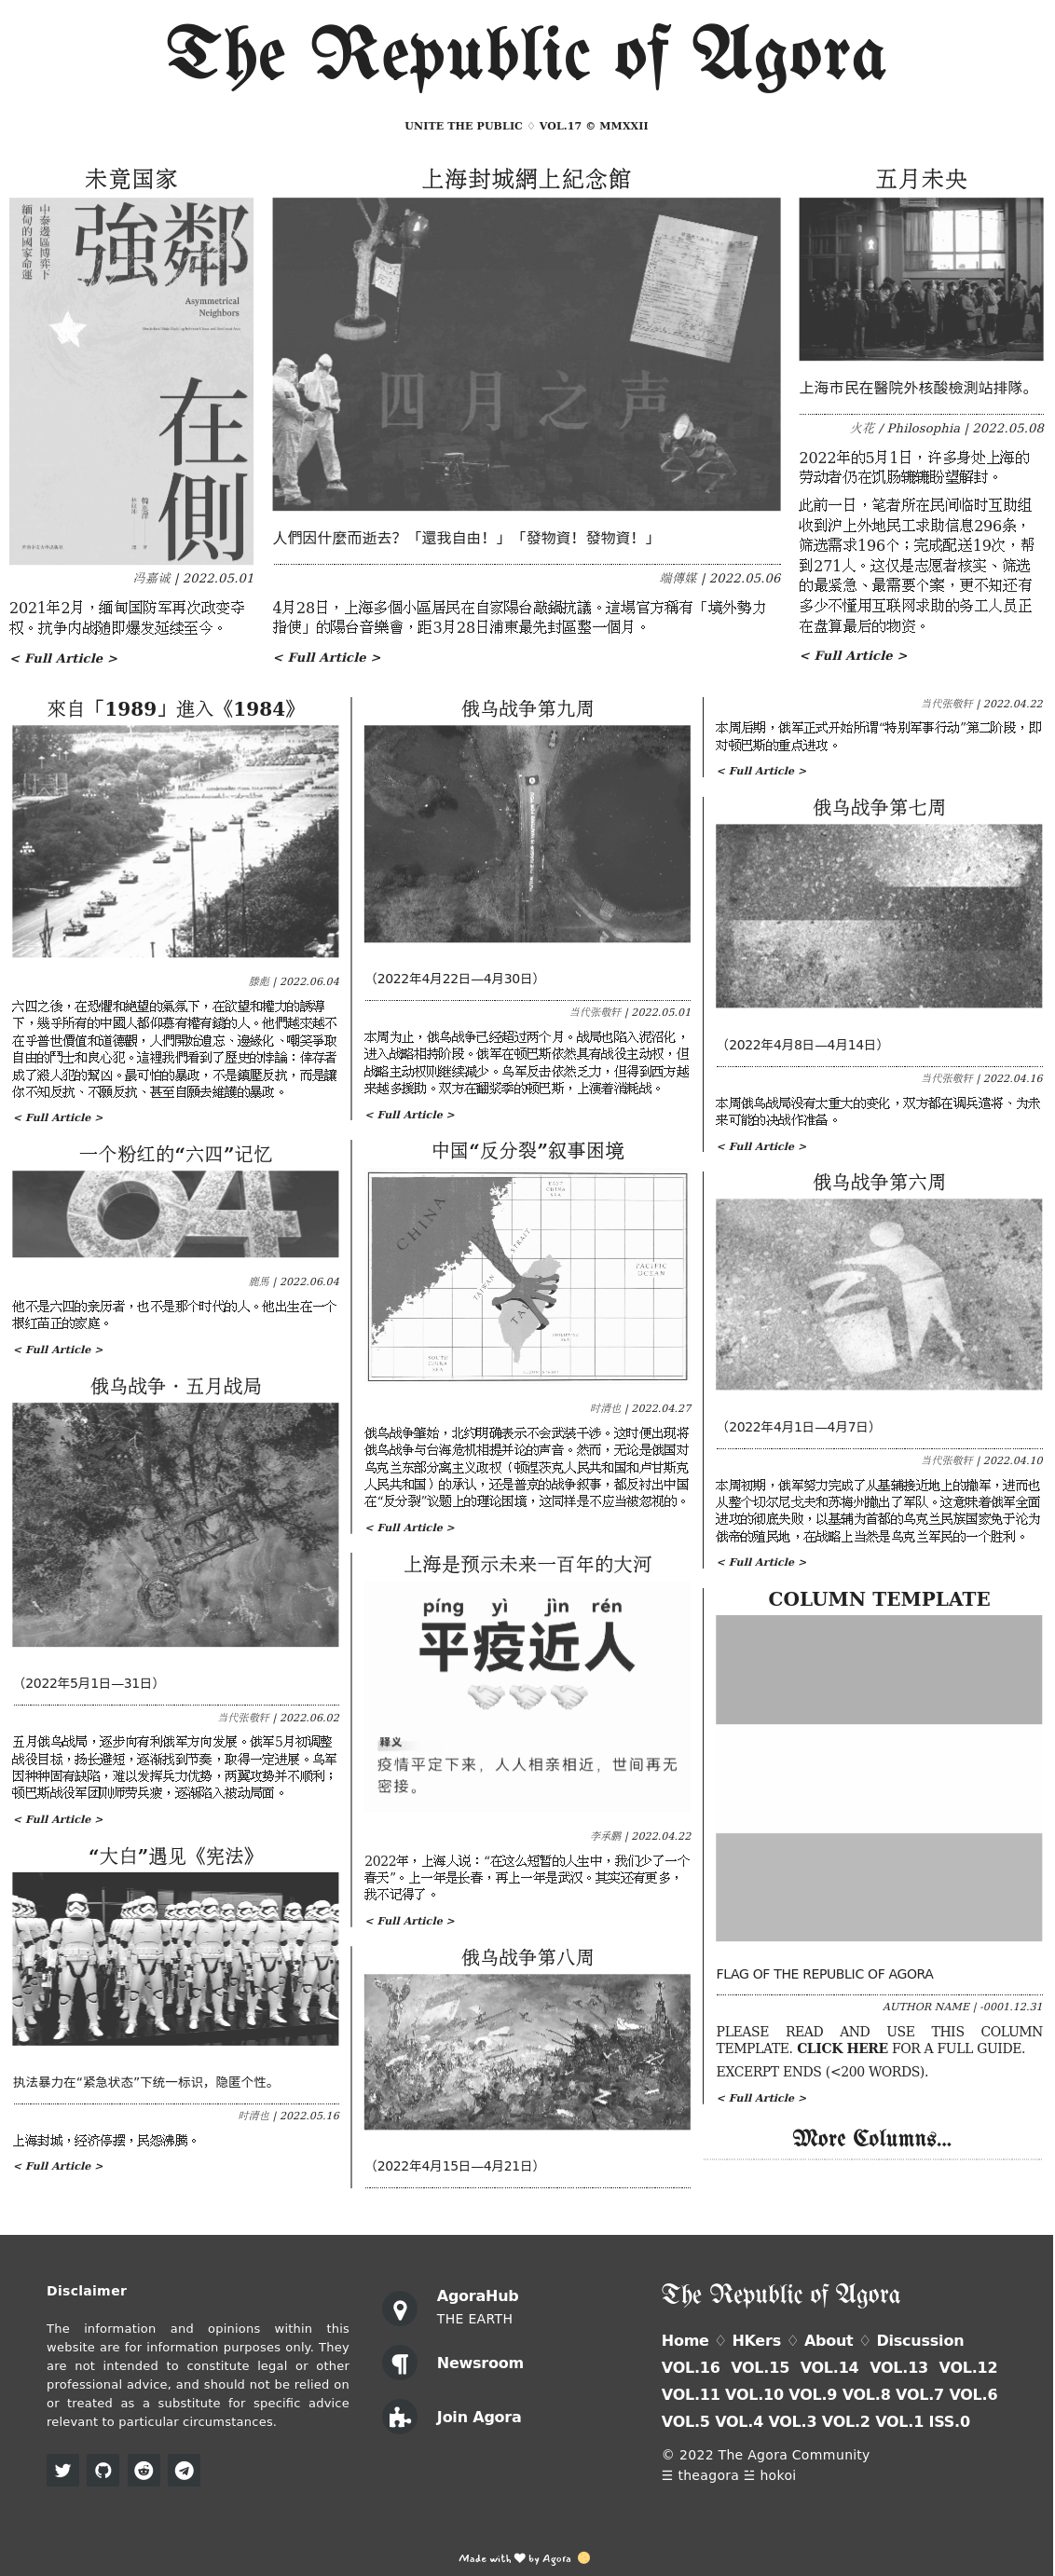 The Republic of Agora
UNITE THE PUBLIC ♢ VOL.17 © MMXXII
未竟国家
強鄰
中泰邊區博弈下
緬甸的國家命運
Asymmetrical
Neighbors
在側
冯嘉诚 | 2022.05.01
2021年2月，缅甸国防军再次政变夺
权。抗争内战随即爆发延续至今。
< Full Article >
上海封城網上紀念館
四月之声
人們因什麼而逝去？「還我自由！」「發物資！發物資！」
端傳媒 | 2022.05.06
4月28日，上海多個小區居民在自家陽台敲鍋抗議。這場官方稱有「境外勢力
指使」的陽台音樂會，距3月28日浦東最先封區整一個月。
< Full Article >
五月未央
上海市民在醫院外核酸檢測站排隊。
火花 / Philosophia | 2022.05.08
2022年的5月1日，许多身处上海的
劳动者仍在饥肠辘辘盼望解封。
此前一日，笔者所在民间临时互助组
收到沪上外地民工求助信息296条，
筛选需求196个；完成配送19次，帮
到271人。这仅是志愿者核实、筛选
的最紧急、最需要个案，更不知还有
多少不懂用互联网求助的务工人员正
在盘算最后的物资。
< Full Article >
來自「1989」進入《1984》
滕彪 | 2022.06.04
六四之後，在恐懼和絶望的氣氛下，在欲望和權力的誘導
下，幾乎所有的中國人都仰慕有權有錢的人。他們越來越不
在乎普世價值和道德觀，人們開始遺忘、邊緣化、嘲笑爭取
自由的鬥士和良心犯。這裡我們看到了歷史的悖論：倖存者
成了殺人犯的幫凶。最可怕的暴政，不是鎮壓反抗，而是讓
你不知反抗、不願反抗、甚至自願去維護的暴政。
< Full Article >
一个粉红的“六四”记忆
04
鹿馬 | 2022.06.04
他不是六四的亲历者，也不是那个时代的人。他出生在一个
根红苗正的家庭。
< Full Article >
俄乌战争 · 五月战局
（2022年5月1日—31日）
当代张敬轩 | 2022.06.02
五月俄乌战局，逐步向有利俄军方向发展。俄军5月初调整
战役目标，扬长避短，逐渐找到节奏，取得一定进展。乌军
因种种固有缺陷，难以发挥兵力优势，两翼攻势并不顺利；
顿巴斯战役军团则师劳兵疲，逐渐陷入被动局面。
< Full Article >
“大白”遇见《宪法》
执法暴力在“紧急状态”下统一标识，隐匿个性。
时清也 | 2022.05.16
上海封城，经济停摆，民怨沸腾。
< Full Article >
俄乌战争第九周
（2022年4月22日—4月30日）
当代张敬轩 | 2022.05.01
本周为止，俄乌战争已经超过两个月。战局也陷入泥沼化，
进入战略相持阶段。俄军在顿巴斯依然具有战役主动权，但
战略主动权则继续减少。乌军反击依然乏力，但得到西方越
来越多援助。双方在翻浆季的顿巴斯，上演着消耗战。
< Full Article >
中国“反分裂”叙事困境
CHINA
EAST
CHINA
SEA
STRAIT
TAIWAN
PACIFIC
OCEAN
TA
SOUTH
CHINA
SEA
时清也 | 2022.04.27
俄乌战争肇始，北约明确表示不会武装干涉。这时便出现将
俄乌战争与台海危机相提并论的声音。然而，无论是俄国对
乌克兰东部分离主义政权（顿涅茨克人民共和国和卢甘斯克
人民共和国）的承认，还是普京的战争叙事，都反衬出中国
在“反分裂”议题上的理论困境，这同样是不应当被忽视的。
< Full Article >
上海是预示未来一百年的大河
píng yì jìn rén
平疫近人
释义
疫情平定下来，人人相亲相近，世间再无
密接。
李承鹏 | 2022.04.22
2022年，上海人说：“在这么短暂的人生中，我们少了一个
春天”。上一年是长春，再上一年是武汉。其实还有更多，
我不记得了。
< Full Article >
俄乌战争第八周
（2022年4月15日—4月21日）
当代张敬轩 | 2022.04.22
本周后期，俄军正式开始所谓“特别军事行动”第二阶段，即
对顿巴斯的重点进攻。
< Full Article >
俄乌战争第七周
（2022年4月8日—4月14日）
当代张敬轩 | 2022.04.16
本周俄乌战局没有太重大的变化，双方都在调兵遣将、为未
来可能的决战作准备。
< Full Article >
俄乌战争第六周
（2022年4月1日—4月7日）
当代张敬轩 | 2022.04.10
本周初期，俄军努力完成了从基辅接近地上的撤军，进而也
从整个切尔尼戈夫和苏梅州撤出了军队。这意味着俄军全面
进攻的彻底失败，以基辅为首都的乌克兰民族国家免于沦为
俄帝的殖民地，在战略上当然是乌克兰军民的一个胜利。
< Full Article >
COLUMN TEMPLATE
FLAG OF THE REPUBLIC OF AGORA
AUTHOR NAME | -0001.12.31
PLEASE READ AND USE THIS COLUMN
TEMPLATE. CLICK HERE FOR A FULL GUIDE.
EXCERPT ENDS (<200 WORDS).
< Full Article >
More Columns...
Disclaimer
The information and opinions within this
website are for information purposes only. They
are not intended to constitute legal or other
professional advice, and should not be relied on
or treated as a substitute for specific advice
relevant to particular circumstances.
AgoraHub
THE EARTH
Newsroom
Join Agora
The Republic of Agora
Home ♢ HKers ♢ About ♢ Discussion
VOL.16 VOL.15 VOL.14 VOL.13 VOL.12
VOL.11 VOL.10 VOL.9 VOL.8 VOL.7 VOL.6
VOL.5 VOL.4 VOL.3 VOL.2 VOL.1 ISS.0
© 2022 The Agora Community
☰ theagora ☱ hokoi
Made with ♥ by Agora